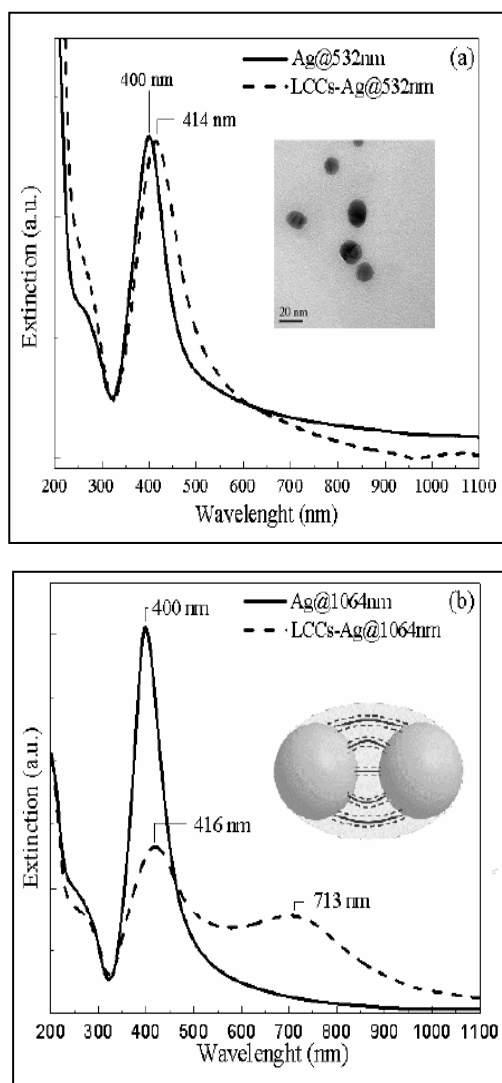 Ag@532nm
(a)
LCCs-Ag@532nm
400 nm
414 nm
20 nm
Extinction (a.u.)
200 300 400 500 600 700 800 900 1000 1100
Wavelenght (nm)
Ag@1064nm
(b)
LCCs-Ag@1064nm
400 nm
416 nm
713 nm
Extinction (a.u.)
200 300 400 500 600 700 800 900 1000 1100
Wavelenght (nm)